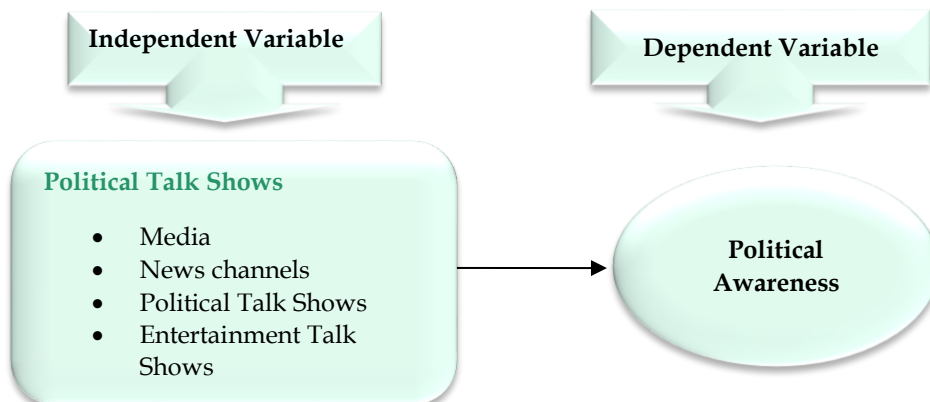 Independent Variable
Dependent Variable
Political Talk Shows
• Media
• News channels
• Political Talk Shows
• Entertainment Talk
Shows
Political
Awareness